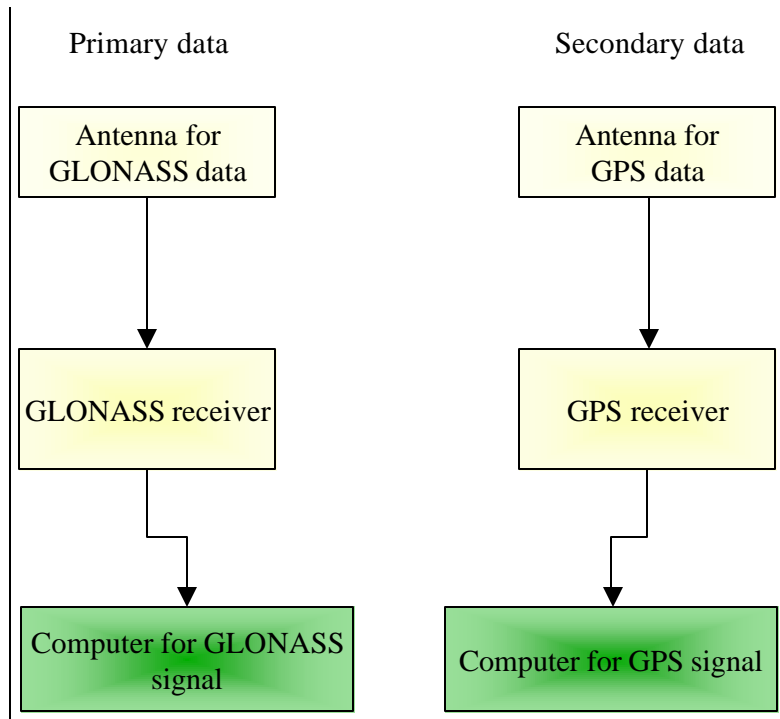 Primary data
Secondary data
Antenna for
GLONASS data
Antenna for
GPS data
GLONASS receiver
GPS receiver
Computer for GLONASS
signal
Computer for GPS signal